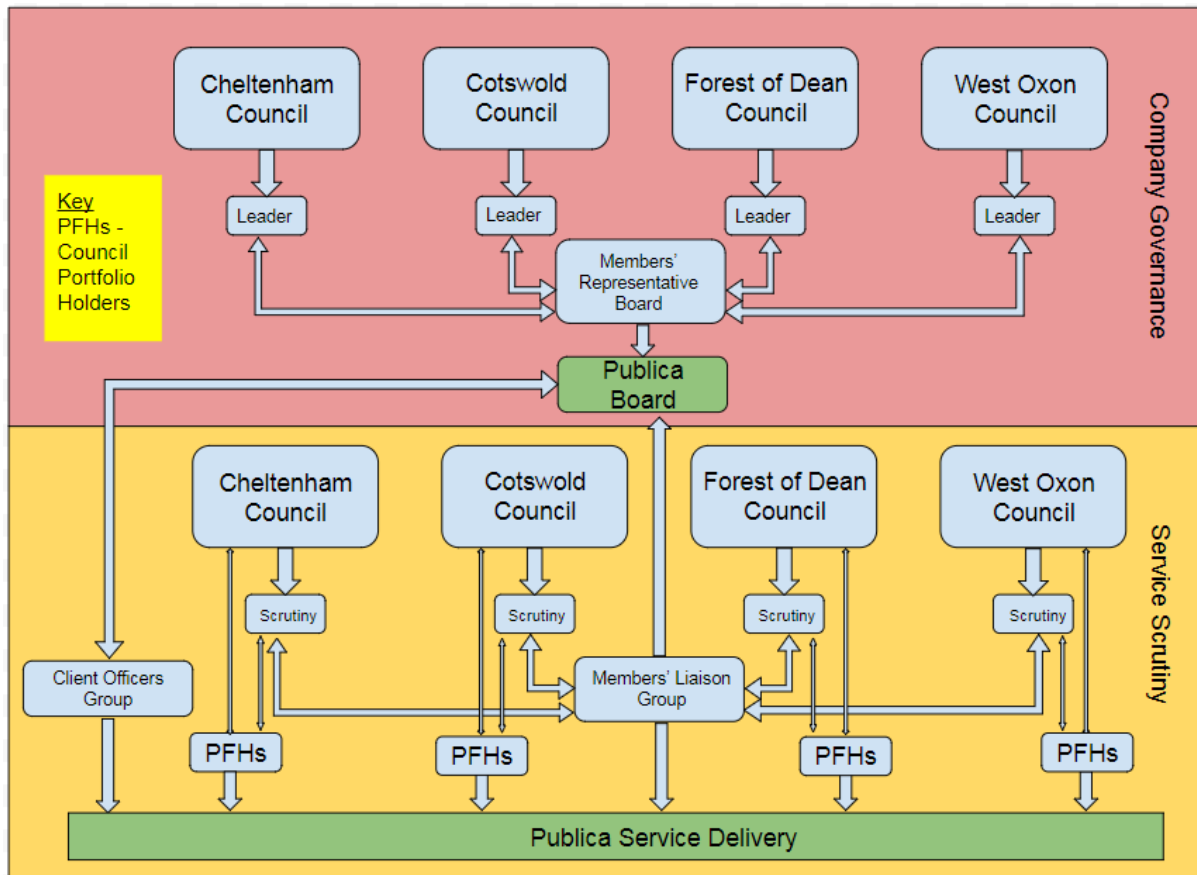 Cheltenham
Council
Cotswold
Council
Forest of Dean
Council
West Oxon
Council
Company Governance
Key
PFHs -
Council
Portfolio
Holders
Leader
Leader
Leader
Leader
Members’
Representative
Board
Publica
Board
Cheltenham
Council
Cotswold
Council
Forest of Dean
Council
West Oxon
Council
Service Scrutiny
Scrutiny
Scrutiny
Scrutiny
Scrutiny
Client Officers
Group
Members’ Liaison
Group
PFHs
PFHs
PFHs
PFHs
Publica Service Delivery